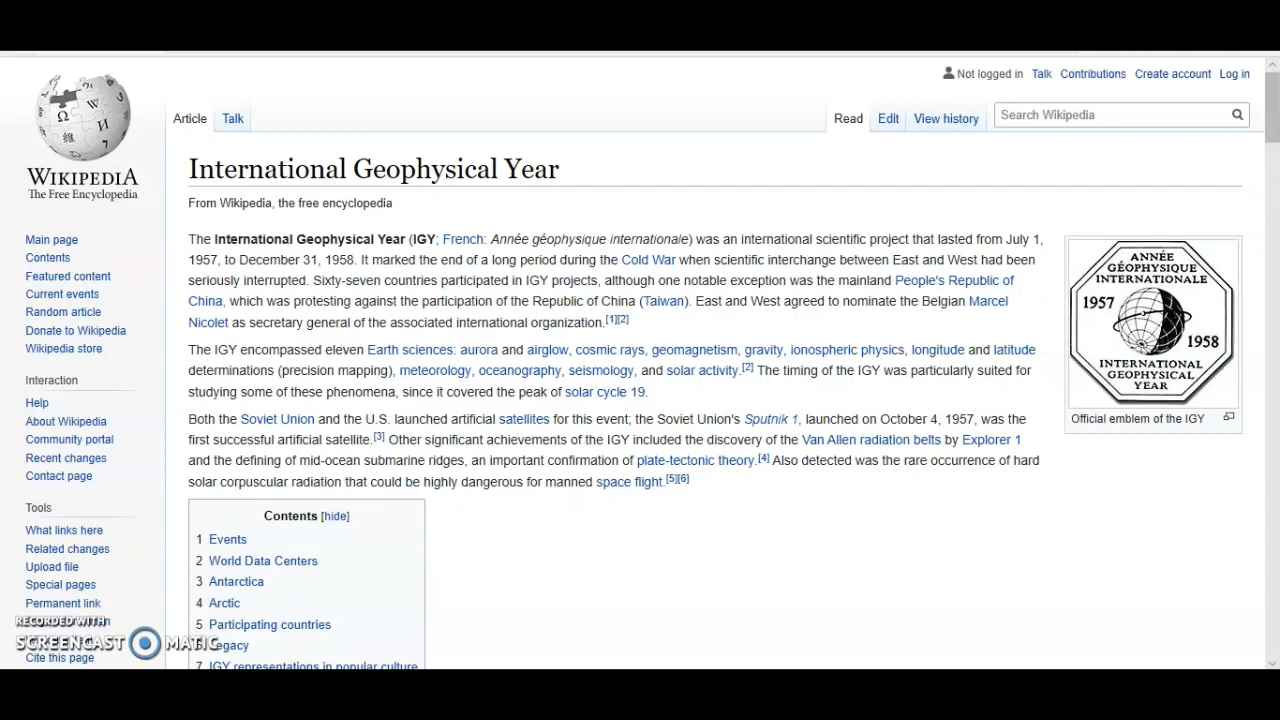 Not logged in Talk Contributions Create account Log in
Article Talk Read Edit View history Search Wikipedia
WIKIPEDIA
The Free Encyclopedia
Main page
Contents
Featured content
Current events
Random article
Donate to Wikipedia
Wikipedia store
Interaction
Help
About Wikipedia
Community portal
Recent changes
Contact page
Tools
What links here
Related changes
Upload file
Special pages
Permanent link
RECORDED WITH
SCREENCAST MATIC
Cite this page
International Geophysical Year
From Wikipedia, the free encyclopedia
The International Geophysical Year (IGY; French: Année géophysique internationale) was an international scientific project that lasted from July 1,
1957, to December 31, 1958. It marked the end of a long period during the Cold War when scientific interchange between East and West had been
seriously interrupted. Sixty-seven countries participated in IGY projects, although one notable exception was the mainland People's Republic of
China, which was protesting against the participation of the Republic of China (Taiwan). East and West agreed to nominate the Belgian Marcel
Nicolet as secretary general of the associated international organization.[1][2]
The IGY encompassed eleven Earth sciences: aurora and airglow, cosmic rays, geomagnetism, gravity, ionospheric physics, longitude and latitude
determinations (precision mapping), meteorology, oceanography, seismology, and solar activity.[2] The timing of the IGY was particularly suited for
studying some of these phenomena, since it covered the peak of solar cycle 19.
Both the Soviet Union and the U.S. launched artificial satellites for this event; the Soviet Union's Sputnik 1, launched on October 4, 1957, was the
first successful artificial satellite.[3] Other significant achievements of the IGY included the discovery of the Van Allen radiation belts by Explorer 1
and the defining of mid-ocean submarine ridges, an important confirmation of plate-tectonic theory.[4] Also detected was the rare occurrence of hard
solar corpuscular radiation that could be highly dangerous for manned space flight.[5][6]
Contents [hide]
1 Events
2 World Data Centers
3 Antarctica
4 Arctic
5 Participating countries
Legacy
7 IGY representations in popular culture
ANNÉE
GÉOPHYSIQUE
INTERNATIONALE
1957
1958
INTERNATIONAL
GEOPHYSICAL
YEAR
Official emblem of the IGY